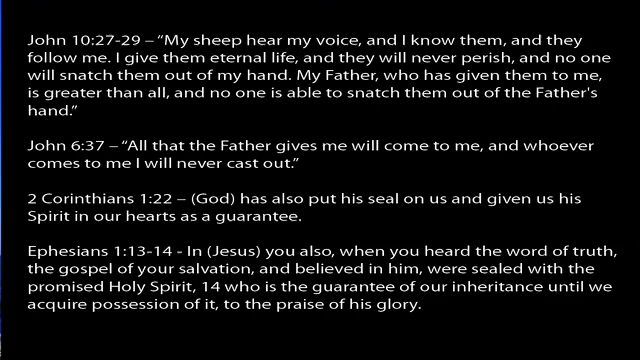 John 10:27-29 – “My sheep hear my voice, and I know them, and they
follow me. I give them eternal life, and they will never perish, and no one
will snatch them out of my hand. My Father, who has given them to me,
is greater than all, and no one is able to snatch them out of the Father's
hand.”
John 6:37 – “All that the Father gives me will come to me, and whoever
comes to me I will never cast out.”
2 Corinthians 1:22 – (God) has also put his seal on us and given us his
Spirit in our hearts as a guarantee.
Ephesians 1:13-14 - In (Jesus) you also, when you heard the word of truth,
the gospel of your salvation, and believed in him, were sealed with the
promised Holy Spirit, 14 who is the guarantee of our inheritance until we
acquire possession of it, to the praise of his glory.